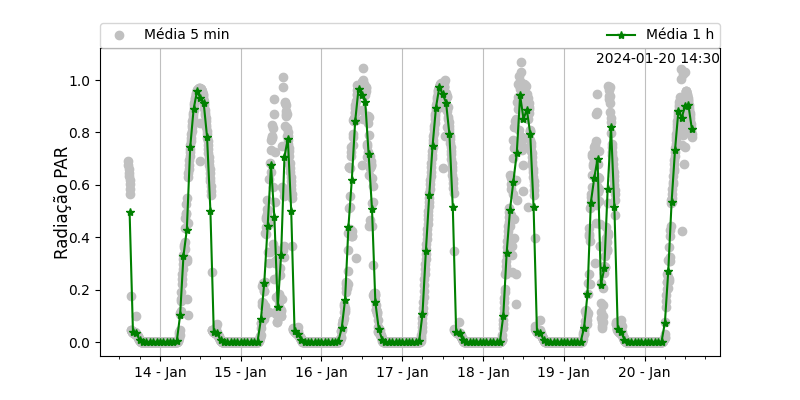 Média 5 min
Média 1 h
2024-01-20 14:30
Radiação PAR
1.0
0.8
0.6
0.4
0.2
0.0
14 - Jan
15 - Jan
16 - Jan
17 - Jan
18 - Jan
19 - Jan
20 - Jan